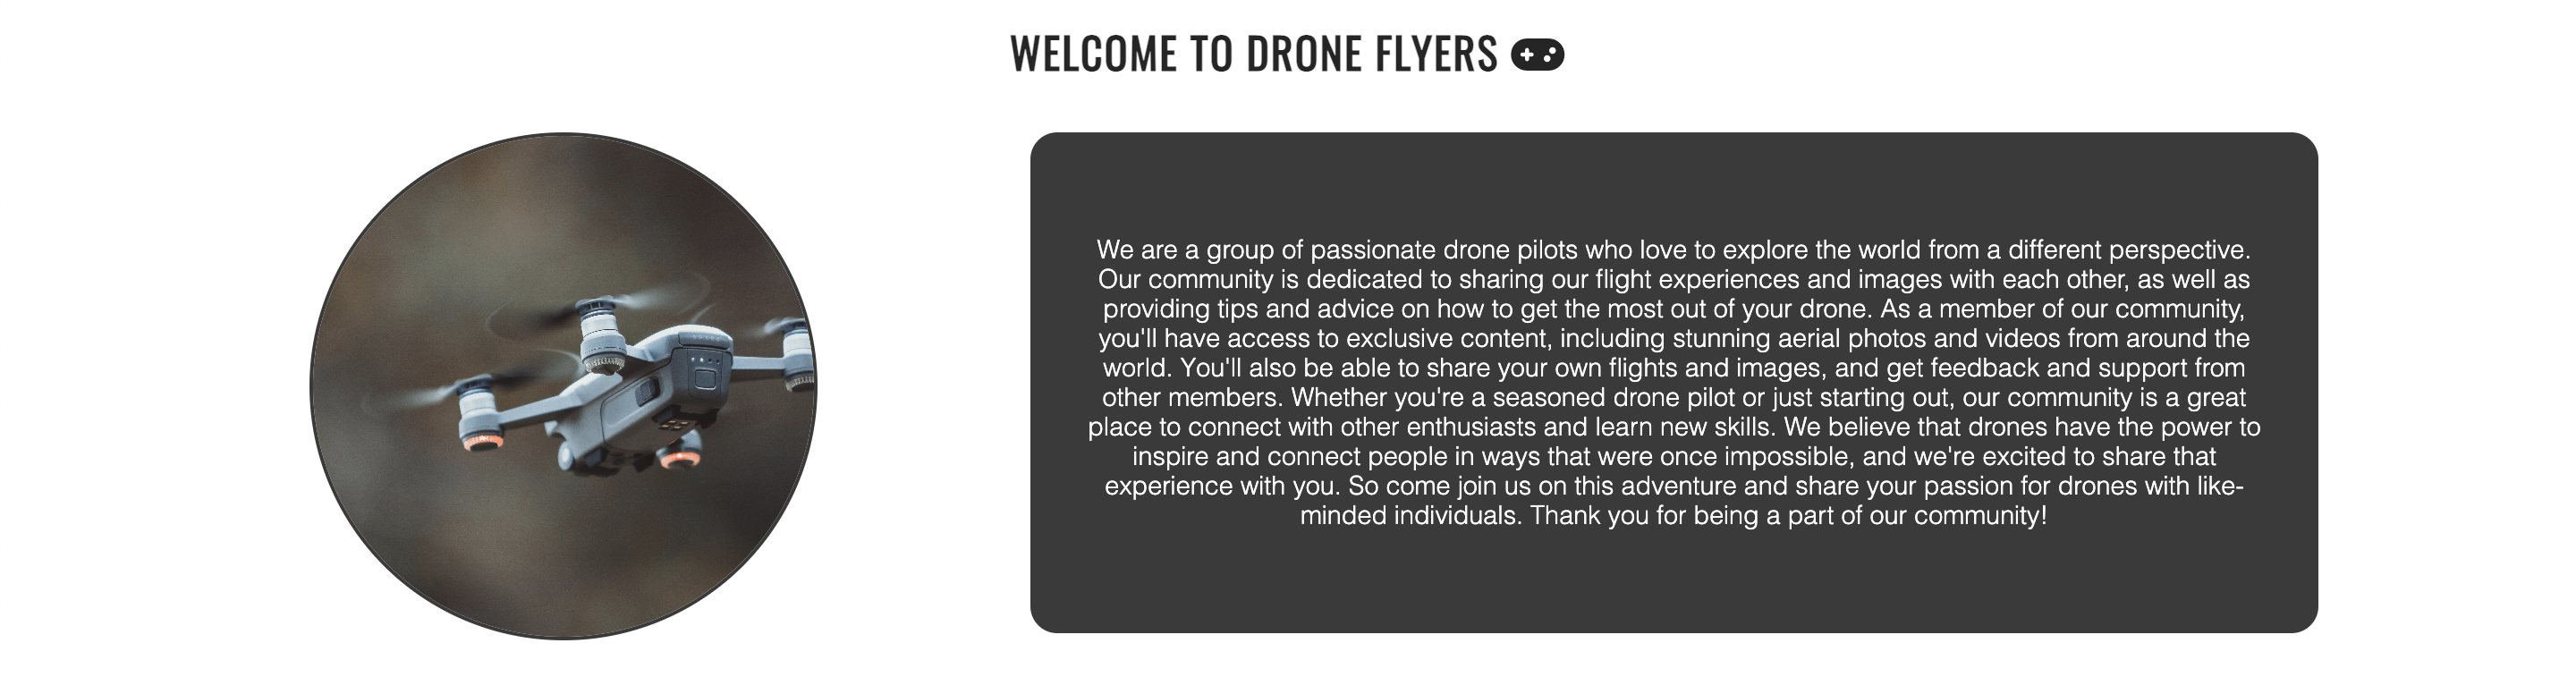 WELCOME TO DRONE FLYERS
We are a group of passionate drone pilots who love to explore the world from a different perspective.
Our community is dedicated to sharing our flight experiences and images with each other, as well as
providing tips and advice on how to get the most out of your drone. As a member of our community,
you'll have access to exclusive content, including stunning aerial photos and videos from around the
world. You'll also be able to share your own flights and images, and get feedback and support from
other members. Whether you're a seasoned drone pilot or just starting out, our community is a great
place to connect with other enthusiasts and learn new skills. We believe that drones have the power to
inspire and connect people in ways that were once impossible, and we're excited to share that
experience with you. So come join us on this adventure and share your passion for drones with like-
minded individuals. Thank you for being a part of our community!